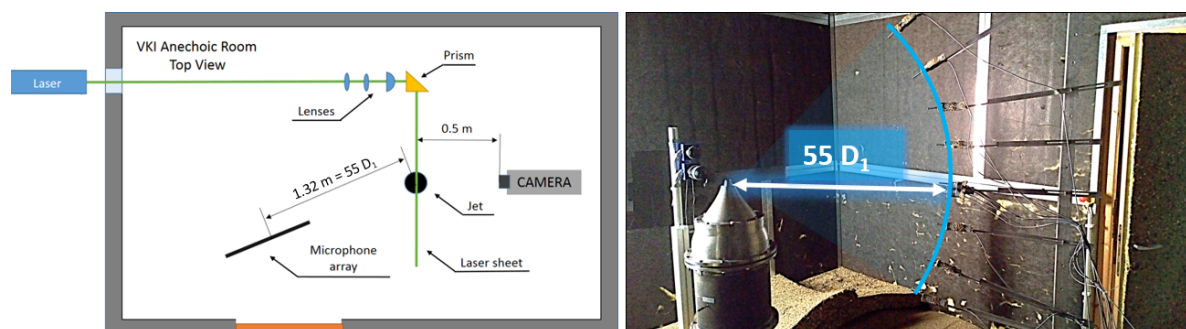 VKI Anechoic Room
Top View
Laser
Prism
Lenses
0.5 m
1.32 m = 55 D₁
CAMERA
Jet
Microphone
array
Laser sheet
55 D₁